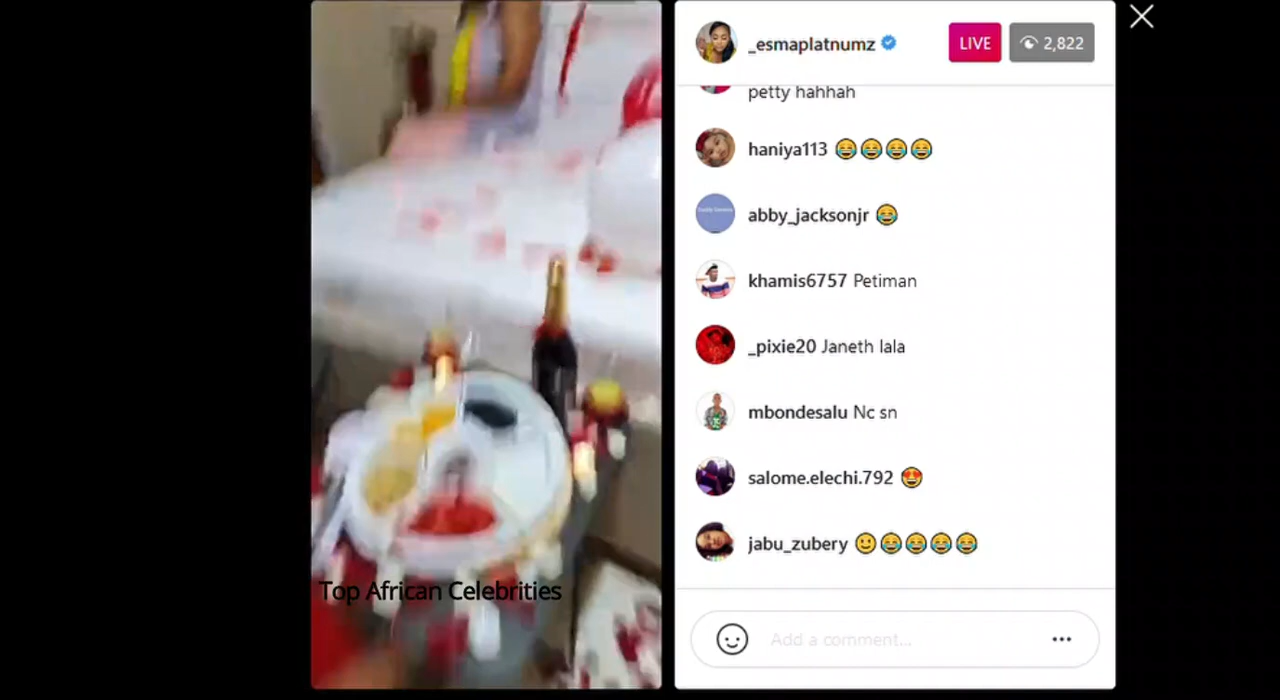 _esmaplatnumz
LIVE
2,822
petty hahhah
haniya113 😂😂😂😂
abby_jacksonjr 😂
khamis6757 Petiman
_pixie20 Janeth lala
mbondesalu Nc sn
salome.elechi.792 😍
jabu_zubery 🙂😂😂😂😂
Top African Celebrities
Add a comment...